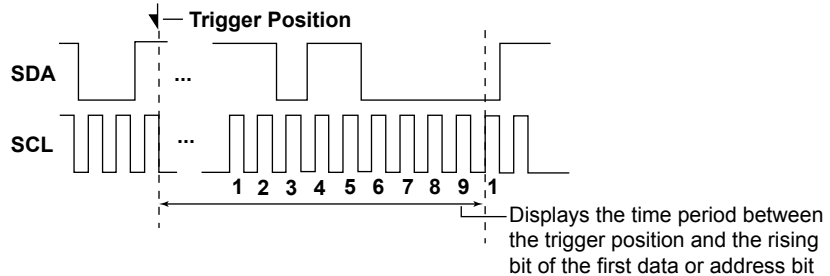 Trigger Position
SDA
...
SCL
...
1 2 3 4 5 6 7 8 9 1
Displays the time period between
the trigger position and the rising
bit of the first data or address bit